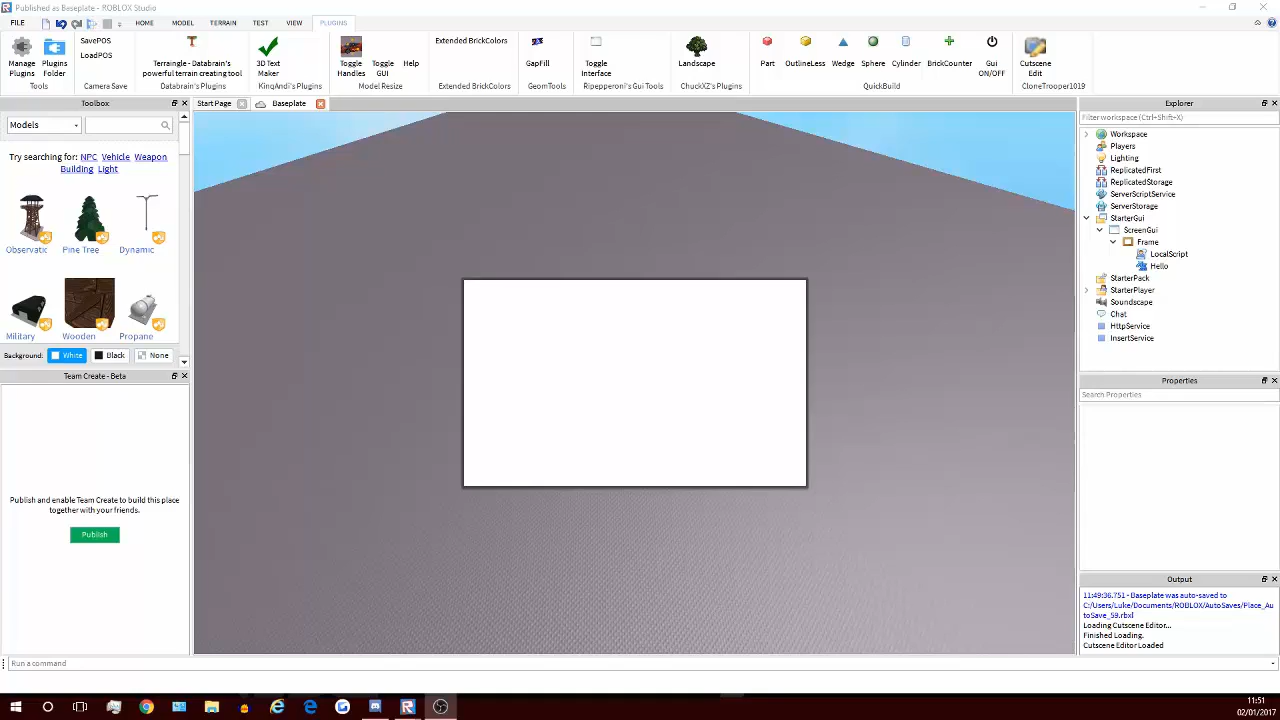 Published as Baseplate - ROBLOX Studio
FILE HOME MODEL TERRAIN TEST VIEW PLUGINS
Manage Plugins
Plugins Folder
Tools
SavePOS
LoadPOS
Camera Save
Terraingle - Databrain's powerful terrain creating tool
Databrain's Plugins
3D Text Maker
KinqAndi's Plugins
Toggle Handles
Toggle GUI
Help
Model Resize
Extended BrickColors
Extended BrickColors
GapFill
GeomTools
Toggle Interface
Ripepperoni's Gui Tools
Landscape
ChuckXZ's Plugins
Part
OutlineLess
Wedge
Sphere
Cylinder
BrickCounter
Gui ON/OFF
QuickBuild
Cutscene Edit
CloneTrooper1019
Toolbox
Models
Try searching for: NPC Vehicle Weapon
Building Light
Observatic Pine Tree Dynamic
Military Wooden Propane
Background: White Black None
Team Create - Beta
Publish and enable Team Create to build this place
together with your friends.
Publish
Start Page
Baseplate
Explorer
Filter workspace (Ctrl+Shift+X)
Workspace
Players
Lighting
ReplicatedFirst
ReplicatedStorage
ServerScriptService
ServerStorage
StarterGui
ScreenGui
Frame
LocalScript
Hello
StarterPack
StarterPlayer
Soundscape
Chat
HttpService
InsertService
Properties
Search Properties
Output
11:49:36.751 - Baseplate was auto-saved to
C:/Users/Luke/Documents/ROBLOX/AutoSaves/Place_Au
toSave_59.rbxl
Loading Cutscene Editor...
Finished Loading.
Cutscene Editor Loaded
Run a command
11:51
02/01/2017